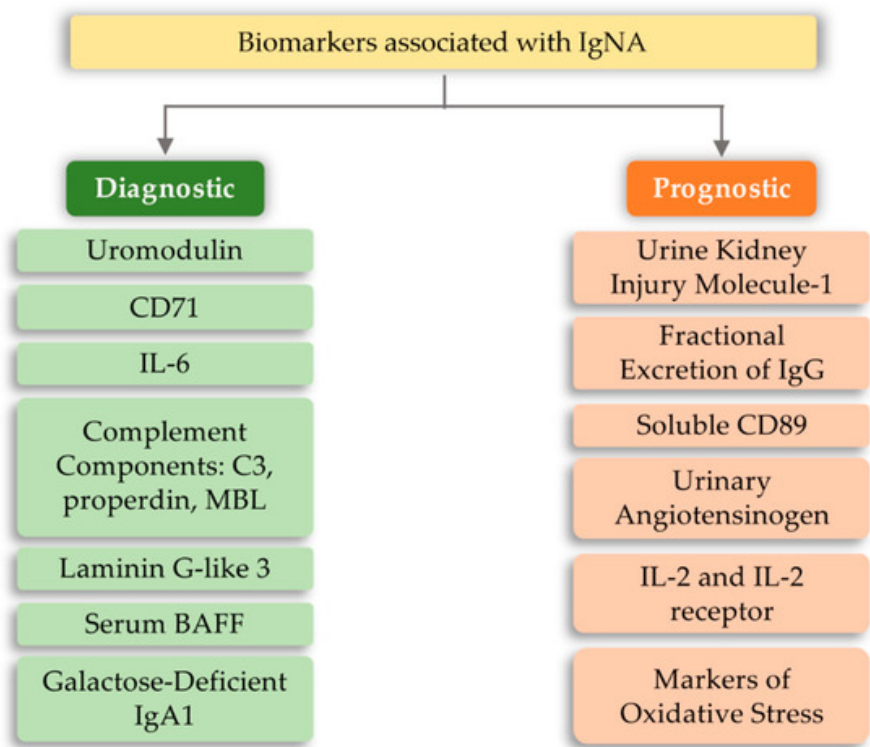 Biomarkers associated with IgNA
Diagnostic
Uromodulin
CD71
IL-6
Complement
Components: C3,
properdin, MBL
Laminin G-like 3
Serum BAFF
Galactose-Deficient
IgA1
Prognostic
Urine Kidney
Injury Molecule-1
Fractional
Excretion of IgG
Soluble CD89
Urinary
Angiotensinogen
IL-2 and IL-2
receptor
Markers of
Oxidative Stress